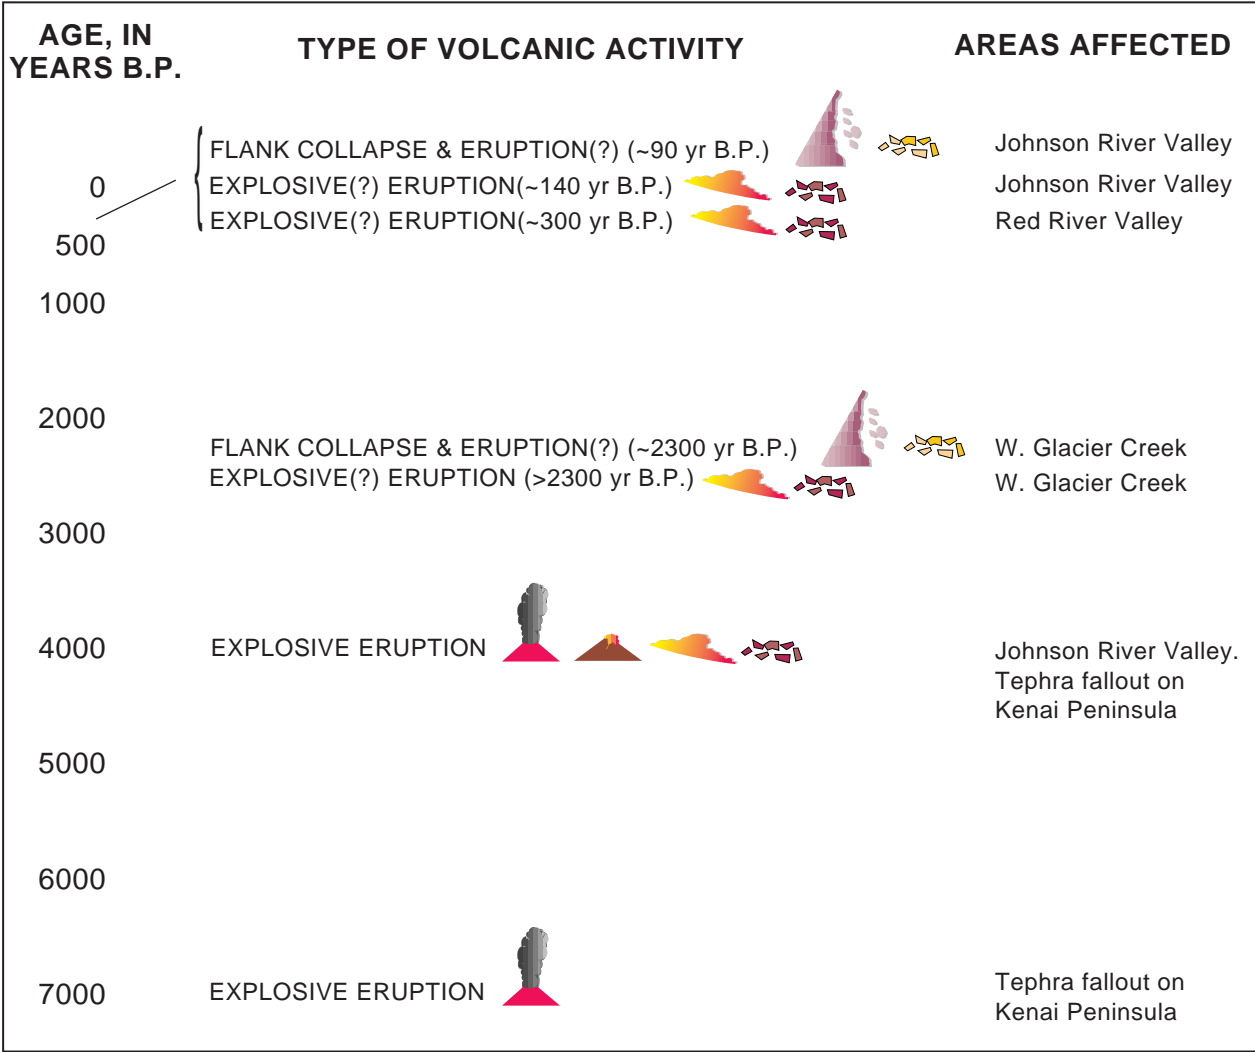 AGE, IN
YEARS B.P.
TYPE OF VOLCANIC ACTIVITY
AREAS AFFECTED
FLANK COLLAPSE & ERUPTION(?) (~90 yr B.P.)
Johnson River Valley
0
EXPLOSIVE(?) ERUPTION(~140 yr B.P.)
Johnson River Valley
EXPLOSIVE(?) ERUPTION(~300 yr B.P.)
Red River Valley
500
1000
2000
FLANK COLLAPSE & ERUPTION(?) (~2300 yr B.P.)
W. Glacier Creek
EXPLOSIVE(?) ERUPTION (>2300 yr B.P.)
W. Glacier Creek
3000
4000
EXPLOSIVE ERUPTION
Johnson River Valley.
Tephra fallout on
Kenai Peninsula
5000
6000
7000
EXPLOSIVE ERUPTION
Tephra fallout on
Kenai Peninsula